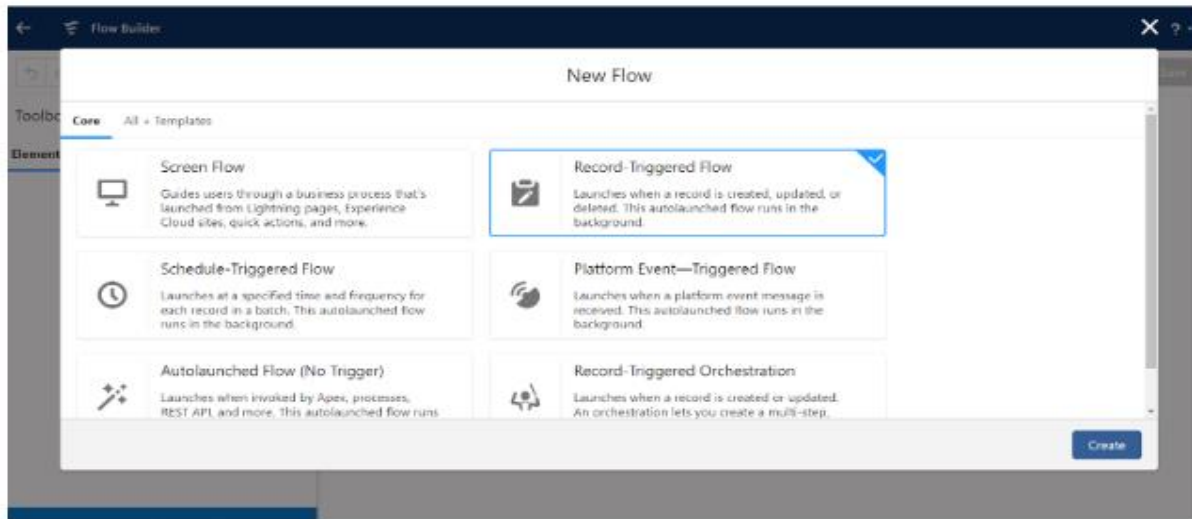 Flow Builder
New Flow
Toolbo
Core All + Templates
Element
Screen Flow
Guides users through a business process that's
launched from Lightning pages, Experience
Cloud sites, quick actions, and more.
Record-Triggered Flow
Launches when a record is created, updated, or
deleted. This autolaunched flow runs in the
background.
Schedule-Triggered Flow
Launches at a specified time and frequency for
each record in a batch. This autolaunched flow
runs in the background.
Platform Event—Triggered Flow
Launches when a platform event message is
received. This autolaunched flow runs in the
background.
Autolaunched Flow (No Trigger)
Launches when invoked by Apex, processes,
REST API, and more. This autolaunched flow runs
Record-Triggered Orchestration
Launches when a record is created or updated.
An orchestration lets you create a multi-step,
Create